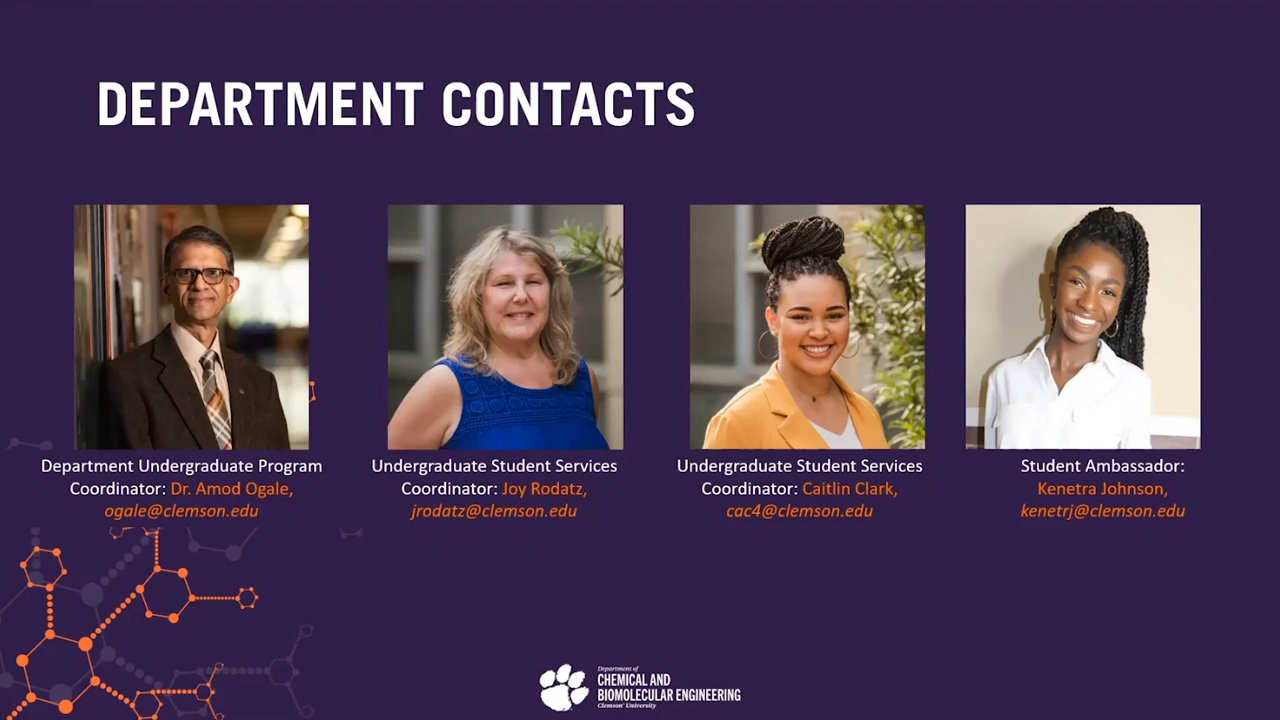 DEPARTMENT CONTACTS
Department Undergraduate Program
Coordinator: Dr. Amod Ogale,
ogale@clemson.edu
Undergraduate Student Services
Coordinator: Joy Rodatz,
jrodatz@clemson.edu
Undergraduate Student Services
Coordinator: Caitlin Clark,
cac4@clemson.edu
Student Ambassador:
Kenetra Johnson,
kenetrj@clemson.edu
Department of
CHEMICAL AND
BIOMOLECULAR ENGINEERING
Clemson® University